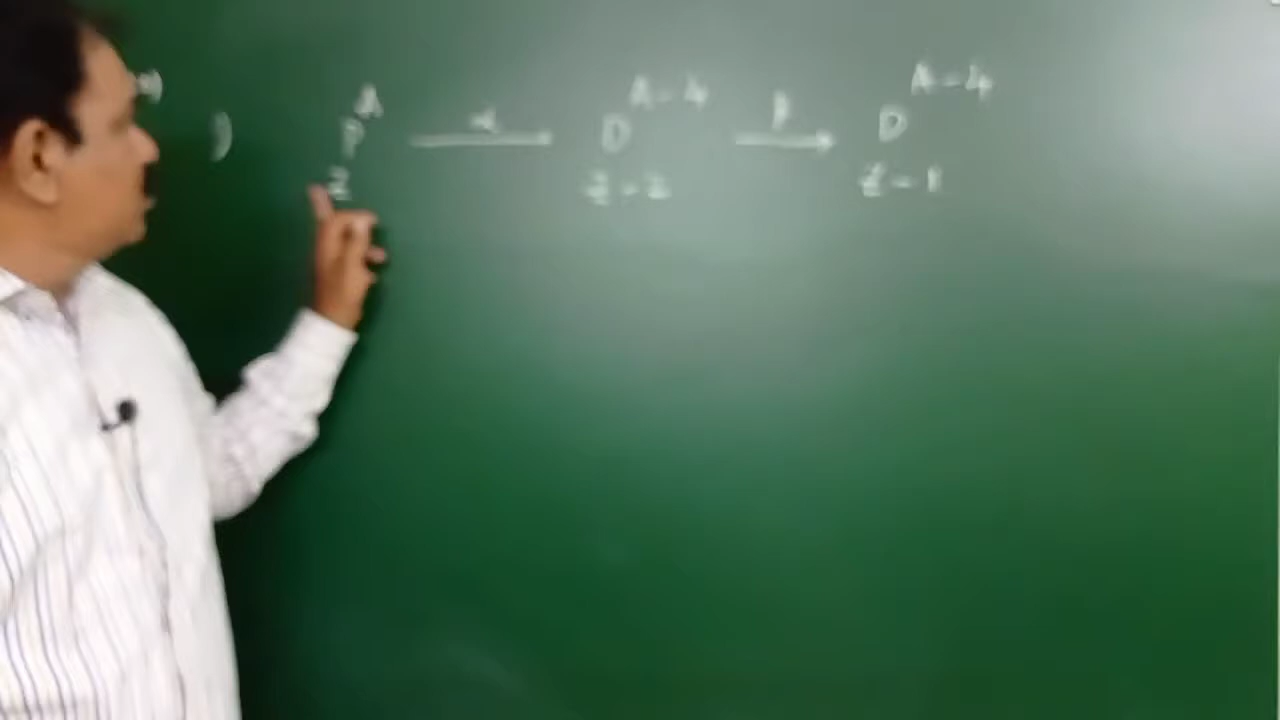 A A-4 A-4
) P α→ D β→ D
Z Z-2 Z-1